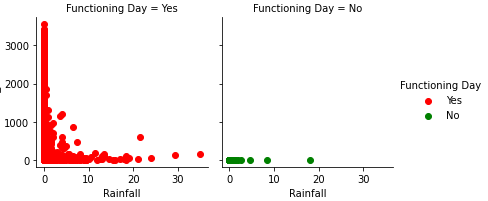 Functioning Day = Yes
Functioning Day = No
3000
2000
1000
0
0
10
20
30
0
10
20
30
Rainfall
Rainfall
Functioning Day
Yes
No